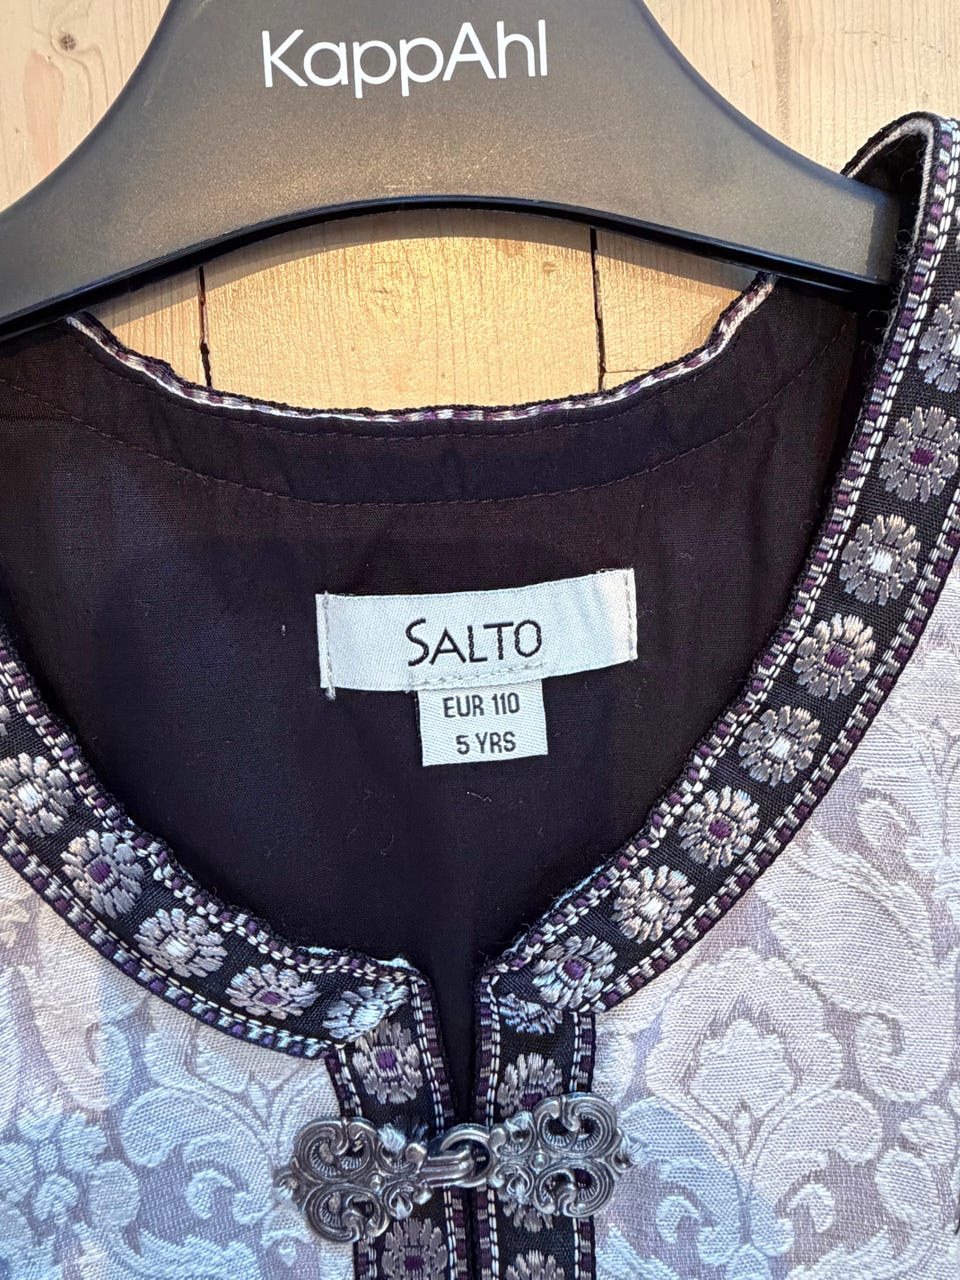 KappAhl
SALTO
EUR 110
5 YRS